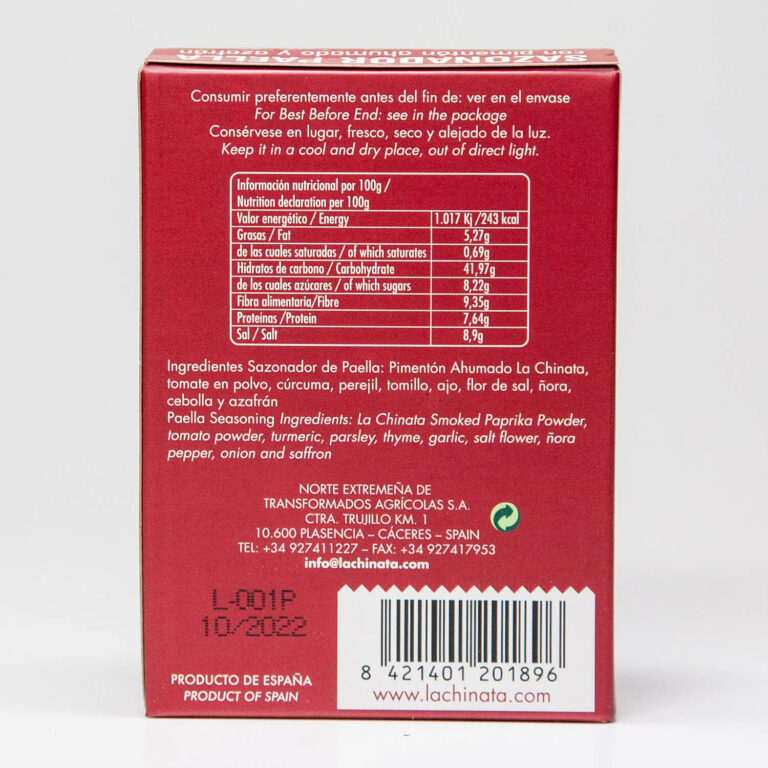 SAZONADOR PAELLA
con pimentón ahumado y azafrán
Consumir preferentemente antes del fin de: ver en el envase
For Best Before End: see in the package
Consérvese en lugar, fresco, seco y alejado de la luz.
Keep it in a cool and dry place, out of direct light.
Información nutricional por 100g /
Nutrition declaration per 100g
Valor energético / Energy 1.017 Kj /243 kcal
Grasas / Fat 5,27g
de las cuales saturadas / of which saturates 0,69g
Hidratos de carbono / Carbohydrate 41,97g
de los cuales azúcares / of which sugars 8,22g
Fibra alimentaria/Fibre 9,35g
Proteínas /Protein 7,64g
Sal / Salt 8,9g
Ingredientes Sazonador de Paella: Pimentón Ahumado La Chinata,
tomate en polvo, cúrcuma, perejil, tomillo, ajo, flor de sal, ñora,
cebolla y azafrán
Paella Seasoning Ingredients: La Chinata Smoked Paprika Powder,
tomato powder, turmeric, parsley, thyme, garlic, salt flower, ñora
pepper, onion and saffron
NORTE EXTREMEÑA DE
TRANSFORMADOS AGRÍCOLAS S.A.
CTRA. TRUJILLO KM. 1
10.600 PLASENCIA – CÁCERES – SPAIN
TEL: +34 927411227 – FAX: +34 927417953
info@lachinata.com
L-001P
10/2022
PRODUCTO DE ESPAÑA
PRODUCT OF SPAIN
8 421401 201896
www.lachinata.com